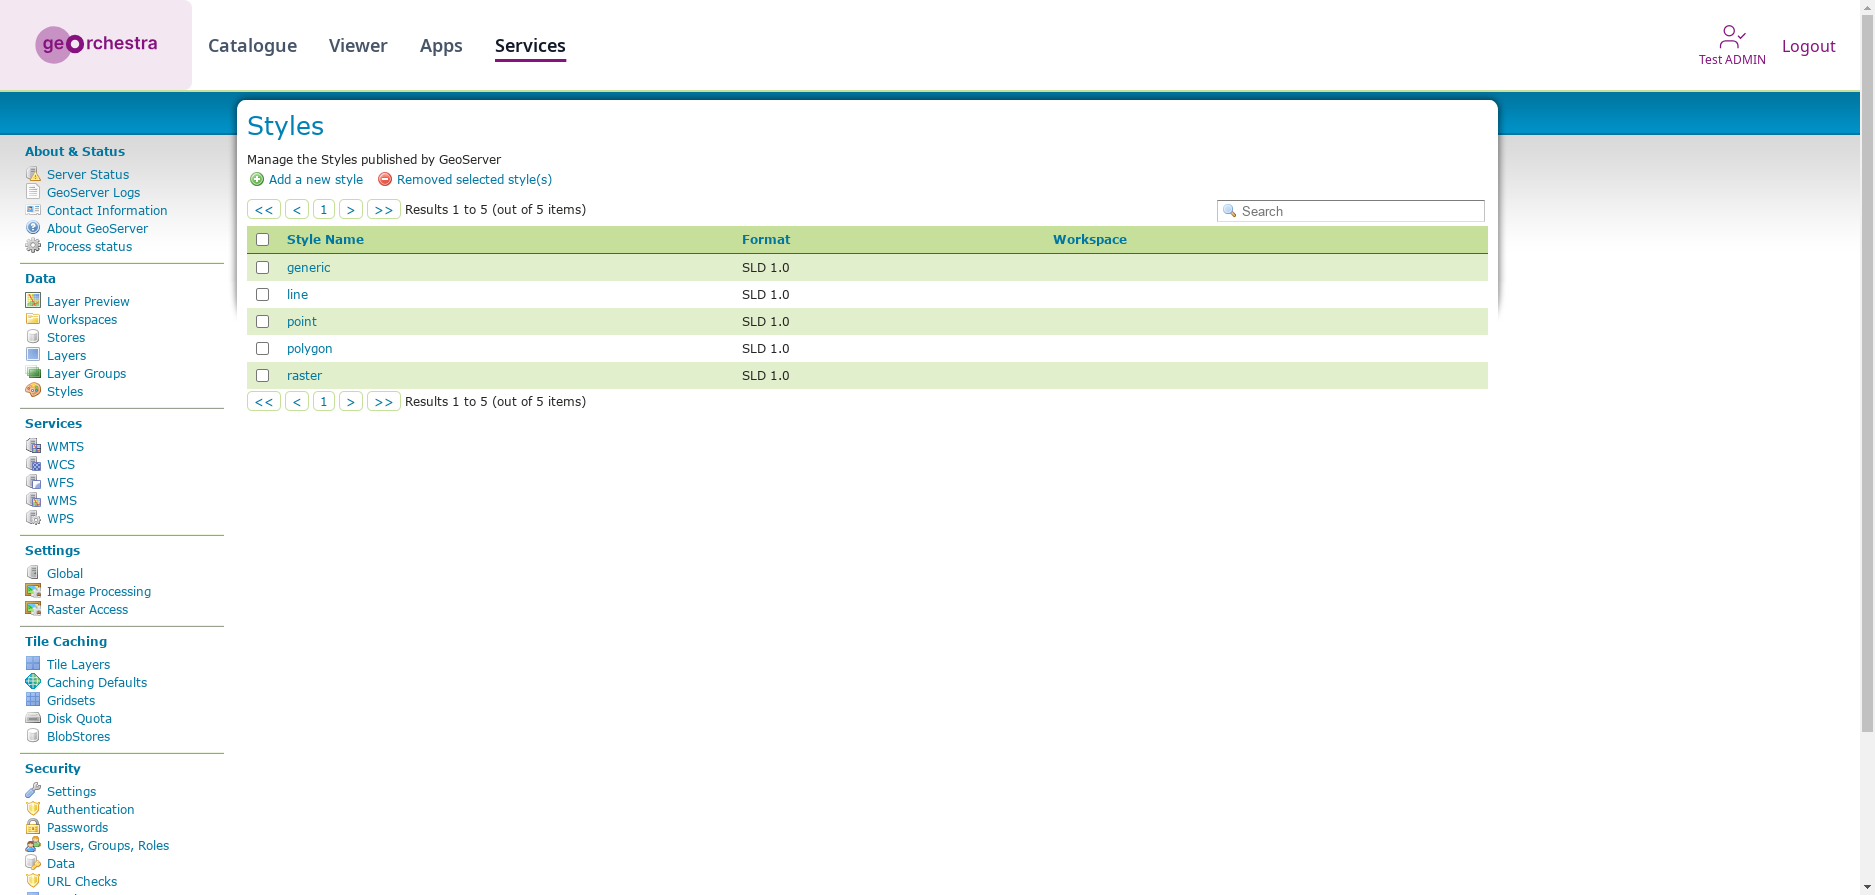 geOrchestra
Catalogue Viewer Apps Services
Test ADMIN
Logout
About & Status
Server Status
GeoServer Logs
Contact Information
About GeoServer
Process status
Data
Layer Preview
Workspaces
Stores
Layers
Layer Groups
Styles
Services
WMTS
WCS
WFS
WMS
WPS
Settings
Global
Image Processing
Raster Access
Tile Caching
Tile Layers
Caching Defaults
Gridsets
Disk Quota
BlobStores
Security
Settings
Authentication
Passwords
Users, Groups, Roles
Data
URL Checks
Styles
Manage the Styles published by GeoServer
Add a new style Removed selected style(s)
<< < 1 > >> Results 1 to 5 (out of 5 items)
Search
Style Name Format Workspace
generic SLD 1.0
line SLD 1.0
point SLD 1.0
polygon SLD 1.0
raster SLD 1.0
<< < 1 > >> Results 1 to 5 (out of 5 items)